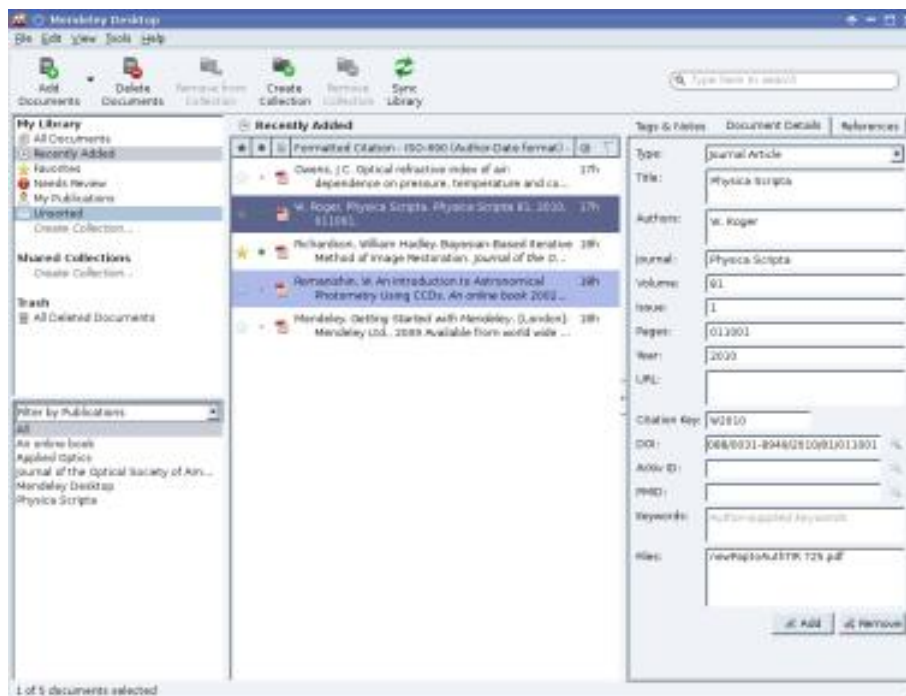 Mendeley Desktop
File Edit View Tools Help
Add Documents
Delete Documents
Remove from Collection
Create Collection
Remove Collection
Sync Library
Type here to search
My Library
All Documents
Recently Added
Favorites
Needs Review
My Publications
Unsorted
Create Collection...
Shared Collections
Create Collection...
Trash
All Deleted Documents
Filter by Publications
All
An online book
Applied Optics
Journal of the Optical Society of Am...
Mendeley Desktop
Physica Scripta
Recently Added
Formatted Citation - ISO-690 (Author-Date format)
Owens, J C. Optical refractive index of air: 17h
dependence on pressure, temperature and co...
W. Roger, Physica Scripta. Physica Scripta 81, 2010, 17h
011001.
Richardson, William Hadley. Bayesian-Based Iterative 18h
Method of Image Restoration. Journal of the O...
Romanishin, W. An Introduction to Astronomical 18h
Photometry Using CCDs. An online book 2002...
Mendeley. Getting Started with Mendeley. [London]: 18h
Mendeley Ltd., 2009 Available from world wide ...
Tags & Notes Document Details References
Type: Journal Article
Title: Physica Scripta
Authors: W. Roger
Journal: Physica Scripta
Volume: 81
Issue: 1
Pages: 011001
Year: 2010
URL:
Citation Key: W2010
DOI: 088/0031-8949/2010/81/011001
ArXiv ID:
PMID:
Keywords: Author-supplied keywords
Files: .pdf
Add Remove
1 of 5 documents selected